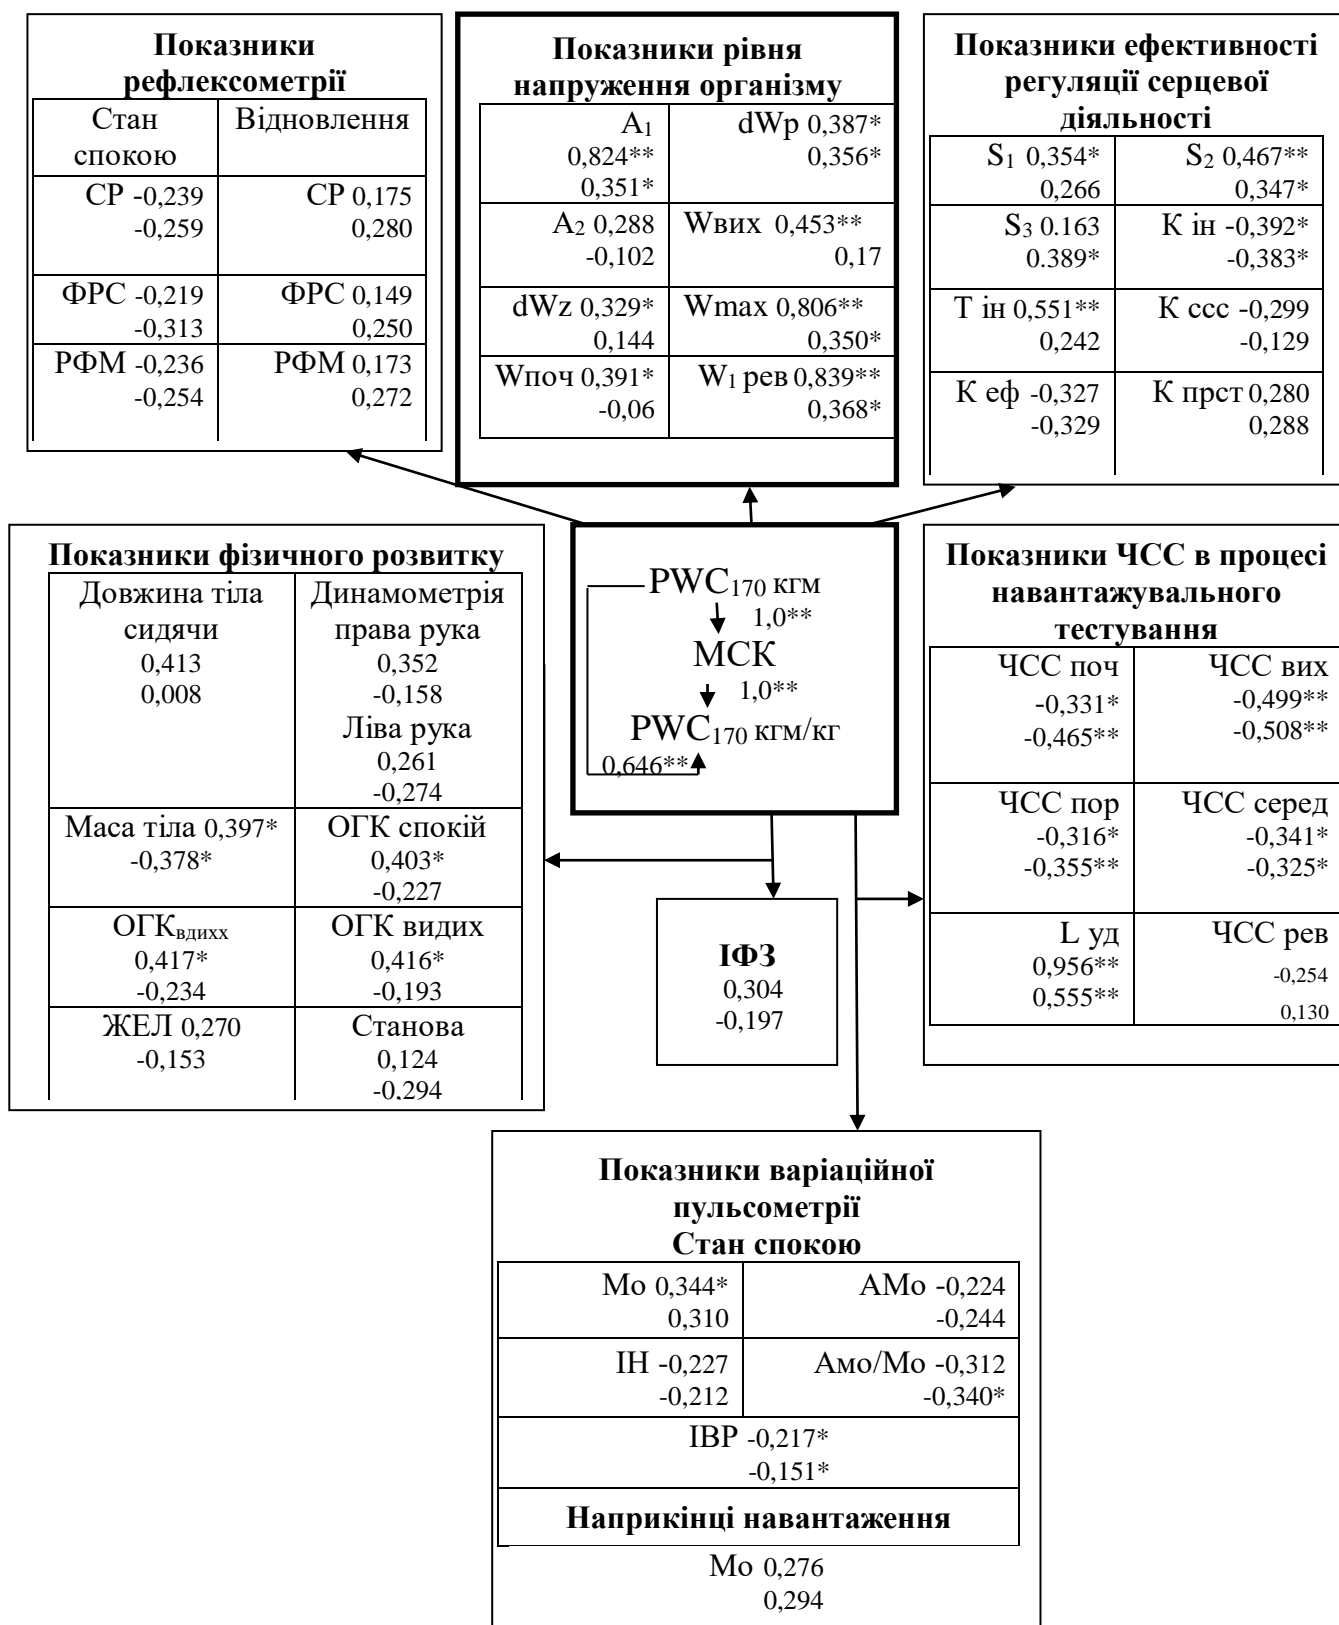 Показники
рефлексометрії
Стан
спокою
Відновлення
СР -0,239
-0,259
СР 0,175
0,280
ФРС -0,219
-0,313
ФРС 0,149
0,250
РФМ -0,236
-0,254
РФМ 0,173
0,272
Показники рівня
напруження організму
A1
0,824**
0,351*
dWр 0,387*
0,356*
A2 0,288
-0,102
Wвих 0,453**
0,17
dWz 0,329*
0,144
Wmax 0,806**
0,350*
Wпоч 0,391*
-0,06
W1 рев 0,839**
0,368*
Показники ефективності
регуляції серцевої
діяльності
S1 0,354*
0,266
S2 0,467**
0,347*
S3 0.163
0.389*
К ін -0,392*
-0,383*
Т ін 0,551**
0,242
К ссс -0,299
-0,129
К еф -0,327
-0,329
К прст 0,280
0,288
Показники фізичного розвитку
Довжина тіла
сидячи
0,413
0,008
Динамометрія
права рука
0,352
-0,158
Ліва рука
0,261
-0,274
Маса тіла 0,397*
-0,378*
ОГК спокій
0,403*
-0,227
ОГКвдихх
0,417*
-0,234
ОГК видих
0,416*
-0,193
ЖЕЛ 0,270
-0,153
Станова
0,124
-0,294
PWC170 кгм
1,0**
МСК
1,0**
PWC170 кгм/кг
0,646**
Показники ЧСС в процесі
навантажувального
тестування
ЧСС поч
-0,331*
-0,465**
ЧСС вих
-0,499**
-0,508**
ЧСС пор
-0,316*
-0,355**
ЧСС серед
-0,341*
-0,325*
L уд
0,956**
0,555**
ЧСС рев
-0,254
0,130
ІФЗ
0,304
-0,197
Показники варіаційної
пульсометрії
Стан спокою
Мо 0,344*
0,310
АМо -0,224
-0,244
ІН -0,227
-0,212
Амо/Мо -0,312
-0,340*
ІВР -0,217*
-0,151*
Наприкінці навантаження
Мо 0,276
0,294